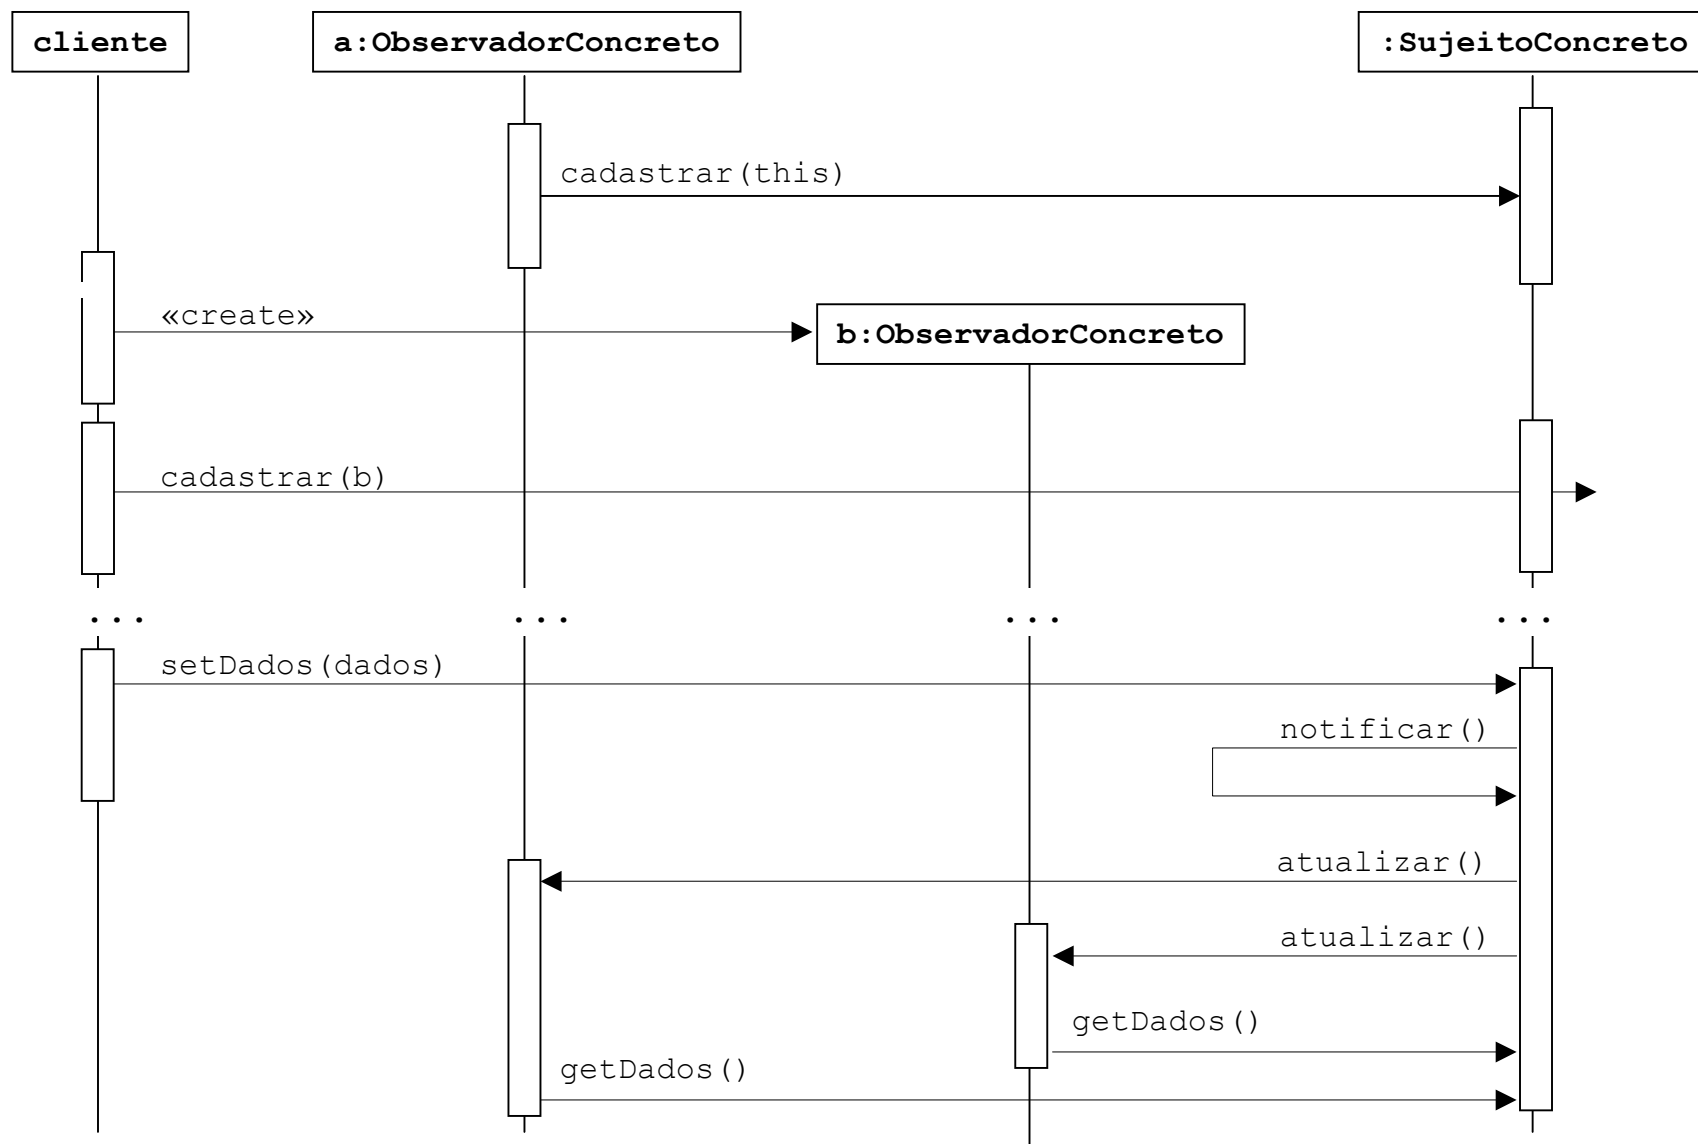 cliente
a:ObservadorConcreto
:SujeitoConcreto
cadastrar(this)
«create»
b:ObservadorConcreto
cadastrar(b)
... ... ... ...
setDados(dados)
notificar()
atualizar()
atualizar()
getDados()
getDados()